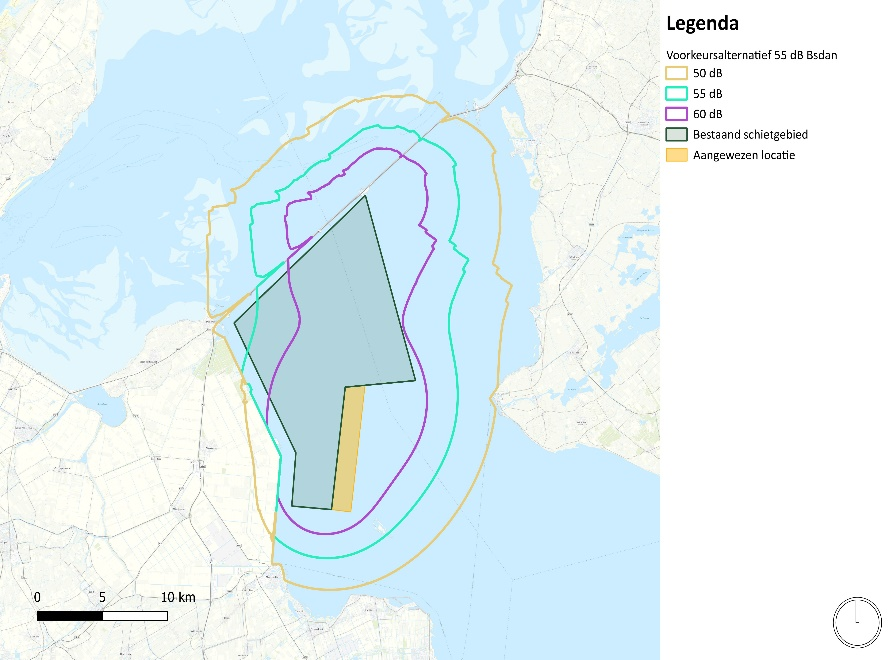 Legenda
Voorkeursalternatief 55 dB Bsdan
50 dB
55 dB
60 dB
Bestaand schietgebied
Aangewezen locatie
0 5 10 km